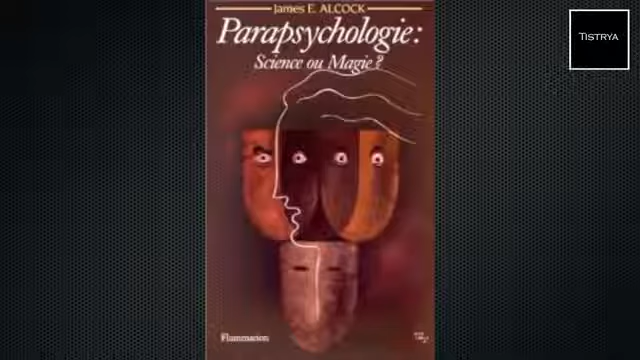 James E. ALCOCK
Parapsychologie:
Science ou Magie?
Flammarion
TISTRYA